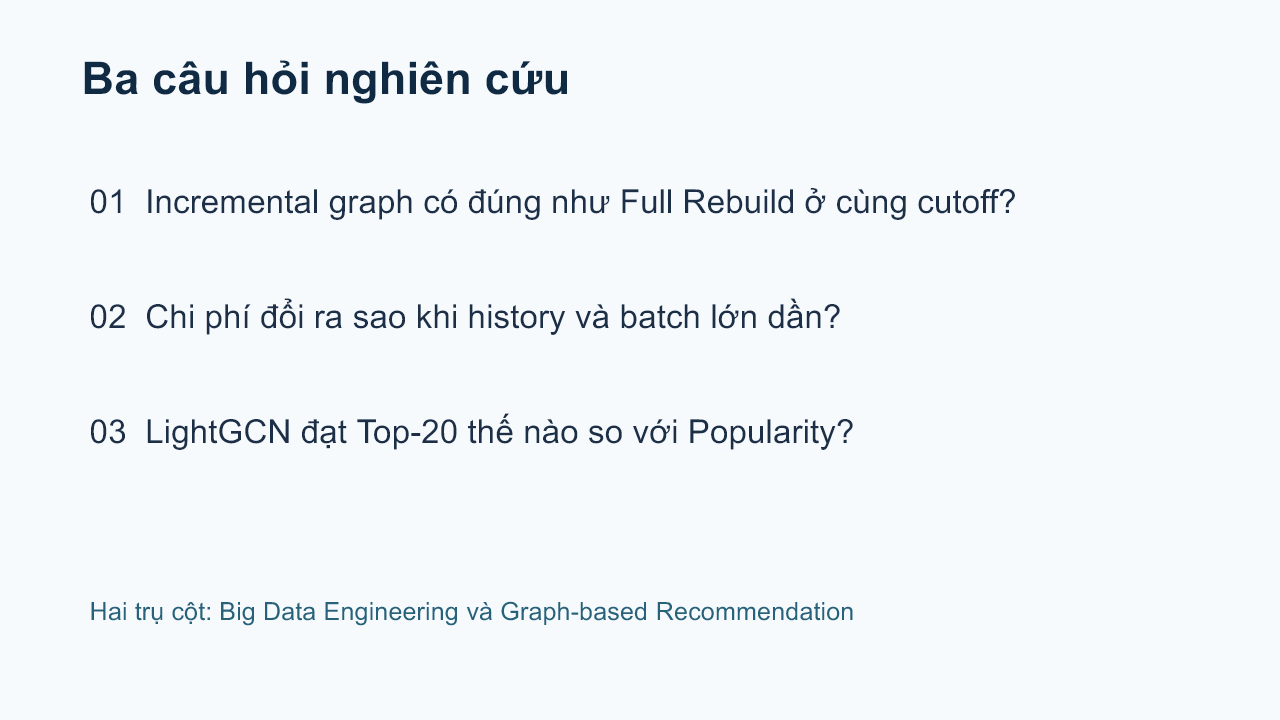 Ba câu hỏi nghiên cứu
01 Incremental graph có đúng như Full Rebuild ở cùng cutoff?
02 Chi phí đổi ra sao khi history và batch lớn dần?
03 LightGCN đạt Top-20 thế nào so với Popularity?
Hai trụ cột: Big Data Engineering và Graph-based Recommendation